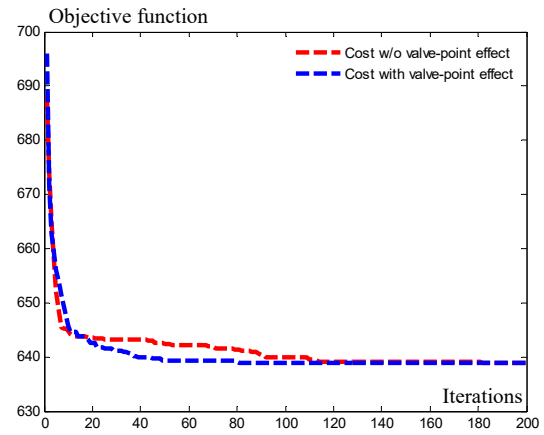 Objective function
700
690
680
670
660
650
640
630
Cost w/o valve-point effect
Cost with valve-point effect
Iterations
0 20 40 60 80 100 120 140 160 180 200